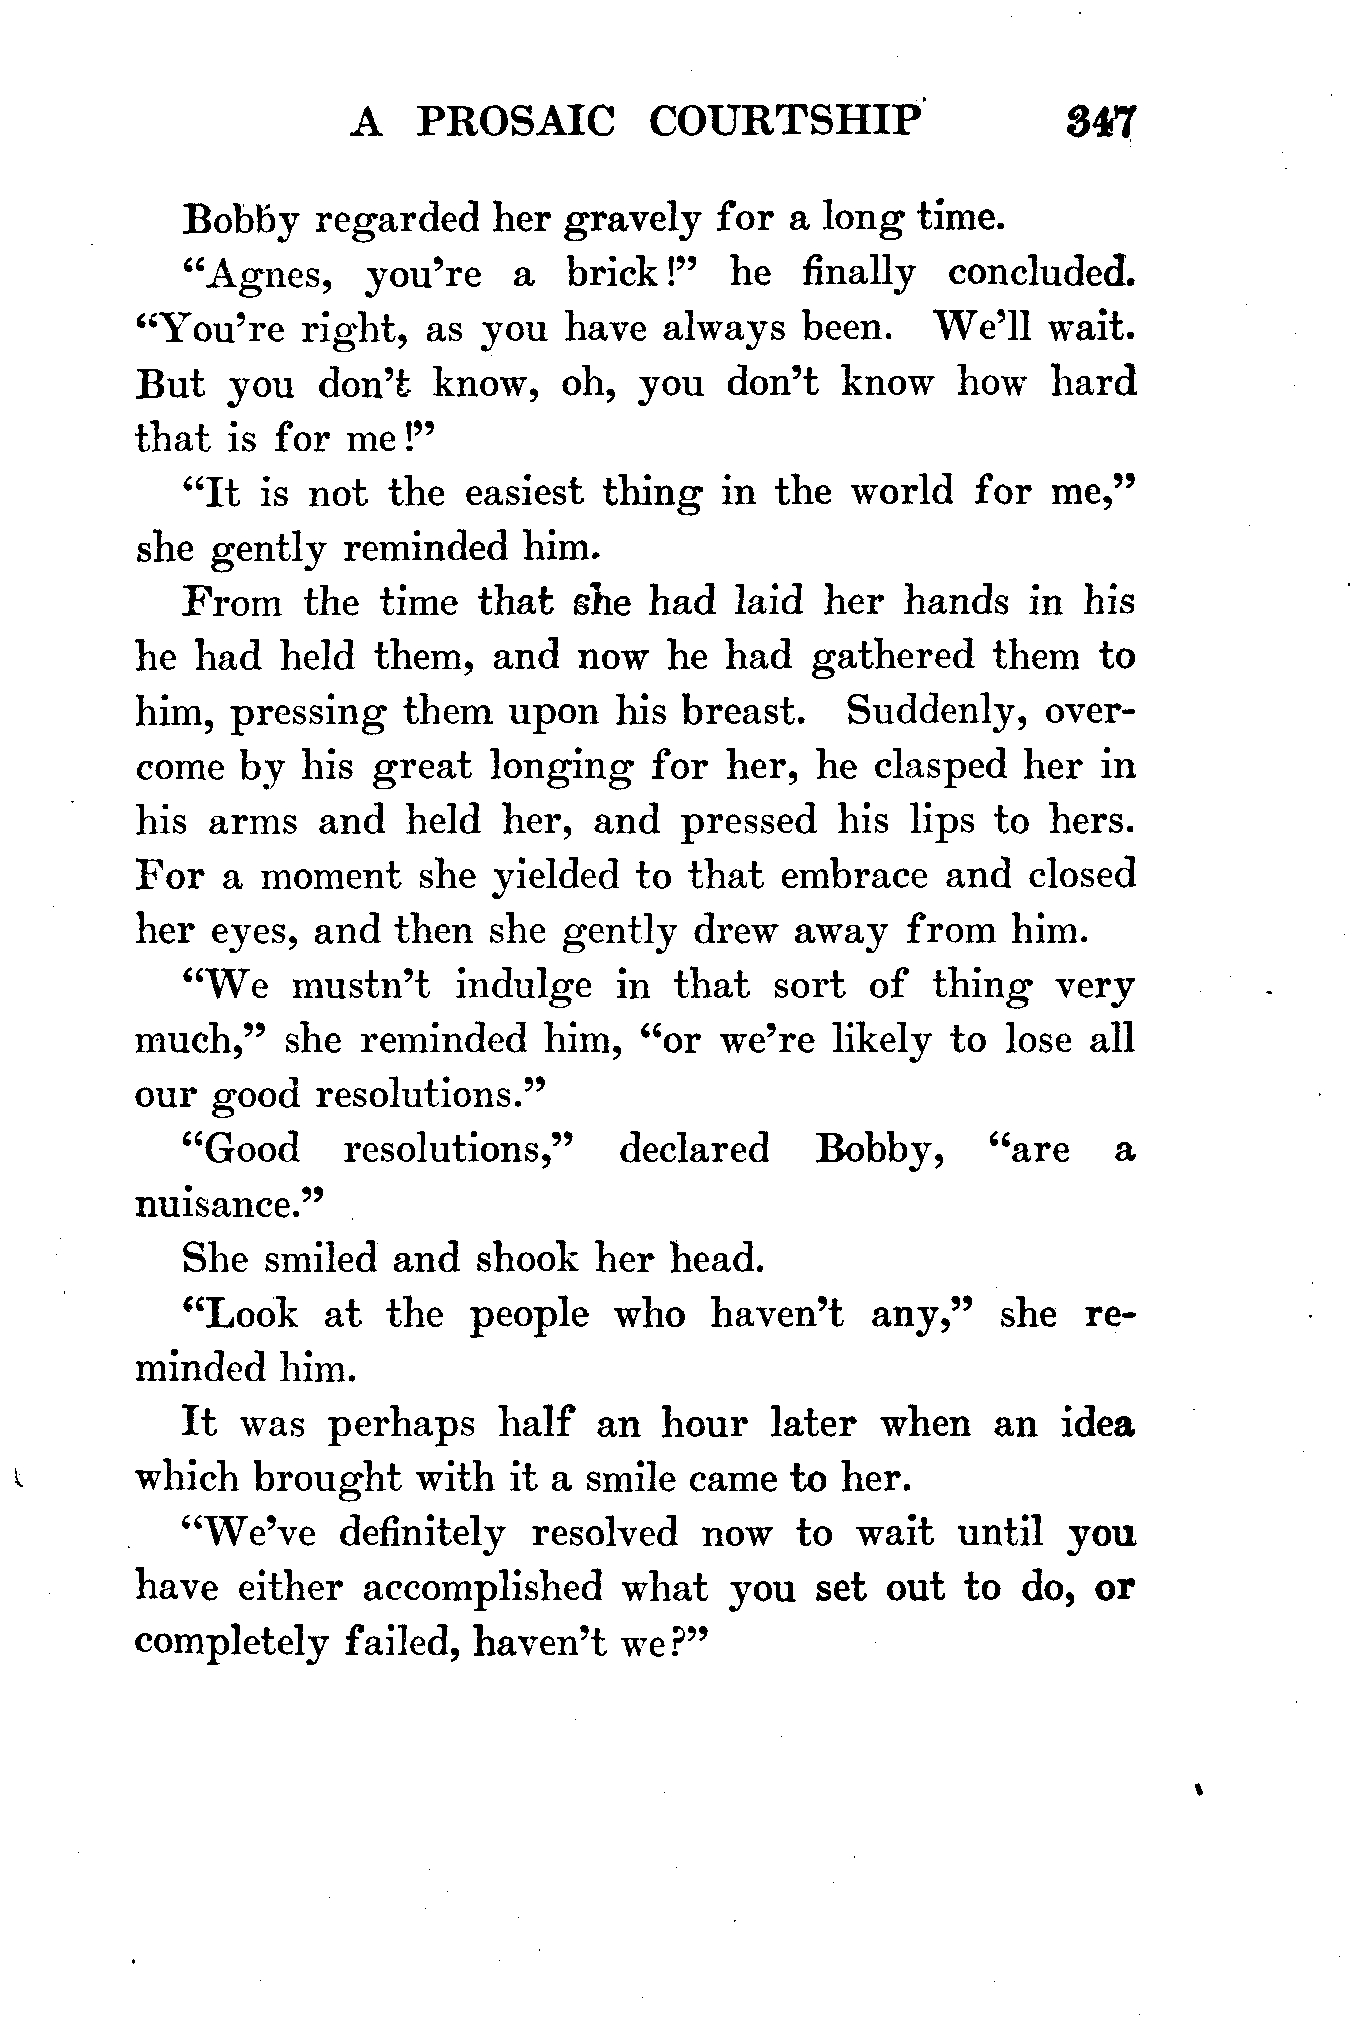 A PROSAIC COURTSHIP 347
Bobby regarded her gravely for a long time.
“Agnes, you’re a brick!” he finally concluded.
“You’re right, as you have always been. We’ll wait.
But you don’t know, oh, you don’t know how hard
that is for me!”
“It is not the easiest thing in the world for me,”
she gently reminded him.
From the time that she had laid her hands in his
he had held them, and now he had gathered them to
him, pressing them upon his breast. Suddenly, over-
come by his great longing for her, he clasped her in
his arms and held her, and pressed his lips to hers.
For a moment she yielded to that embrace and closed
her eyes, and then she gently drew away from him.
“We mustn’t indulge in that sort of thing very
much,” she reminded him, “or we’re likely to lose all
our good resolutions.”
“Good resolutions,” declared Bobby, “are a
nuisance.”
She smiled and shook her head.
“Look at the people who haven’t any,” she re-
minded him.
It was perhaps half an hour later when an idea
which brought with it a smile came to her.
“We’ve definitely resolved now to wait until you
have either accomplished what you set out to do, or
completely failed, haven’t we?”